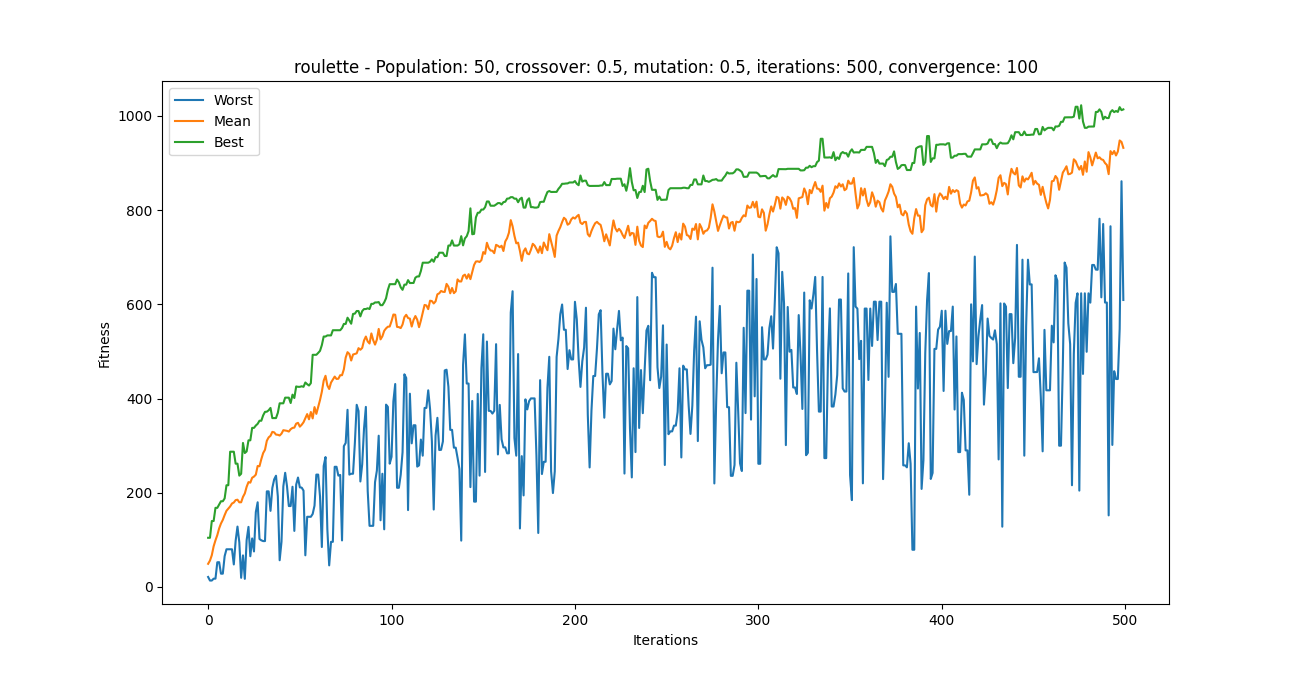 roulette - Population: 50, crossover: 0.5, mutation: 0.5, iterations: 500, convergence: 100
Worst
Mean
Best
1000
800
600
400
200
0
Fitness
0 100 200 300 400 500
Iterations